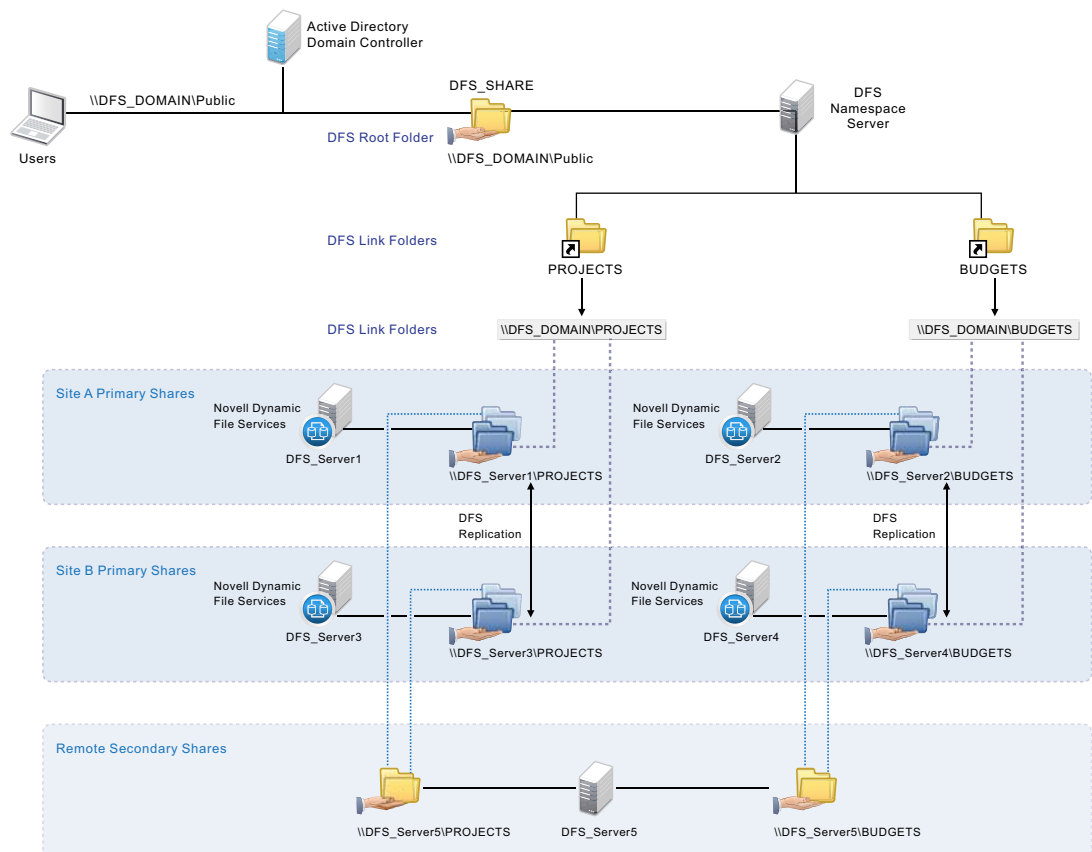 Active Directory
Domain Controller
\\DFS_DOMAIN\Public
DFS_SHARE
DFS
Namespace
Server
Users
DFS Root Folder
\\DFS_DOMAIN\Public
DFS Link Folders
PROJECTS
BUDGETS
DFS Link Folders
\\DFS_DOMAIN\PROJECTS
\\DFS_DOMAIN\BUDGETS
Site A Primary Shares
Novell Dynamic
File Services
DFS_Server1
\\DFS_Server1\PROJECTS
Novell Dynamic
File Services
DFS_Server2
\\DFS_Server2\BUDGETS
DFS
Replication
DFS
Replication
Site B Primary Shares
Novell Dynamic
File Services
DFS_Server3
\\DFS_Server3\PROJECTS
Novell Dynamic
File Services
DFS_Server4
\\DFS_Server4\BUDGETS
Remote Secondary Shares
\\DFS_Server5\PROJECTS
DFS_Server5
\\DFS_Server5\BUDGETS